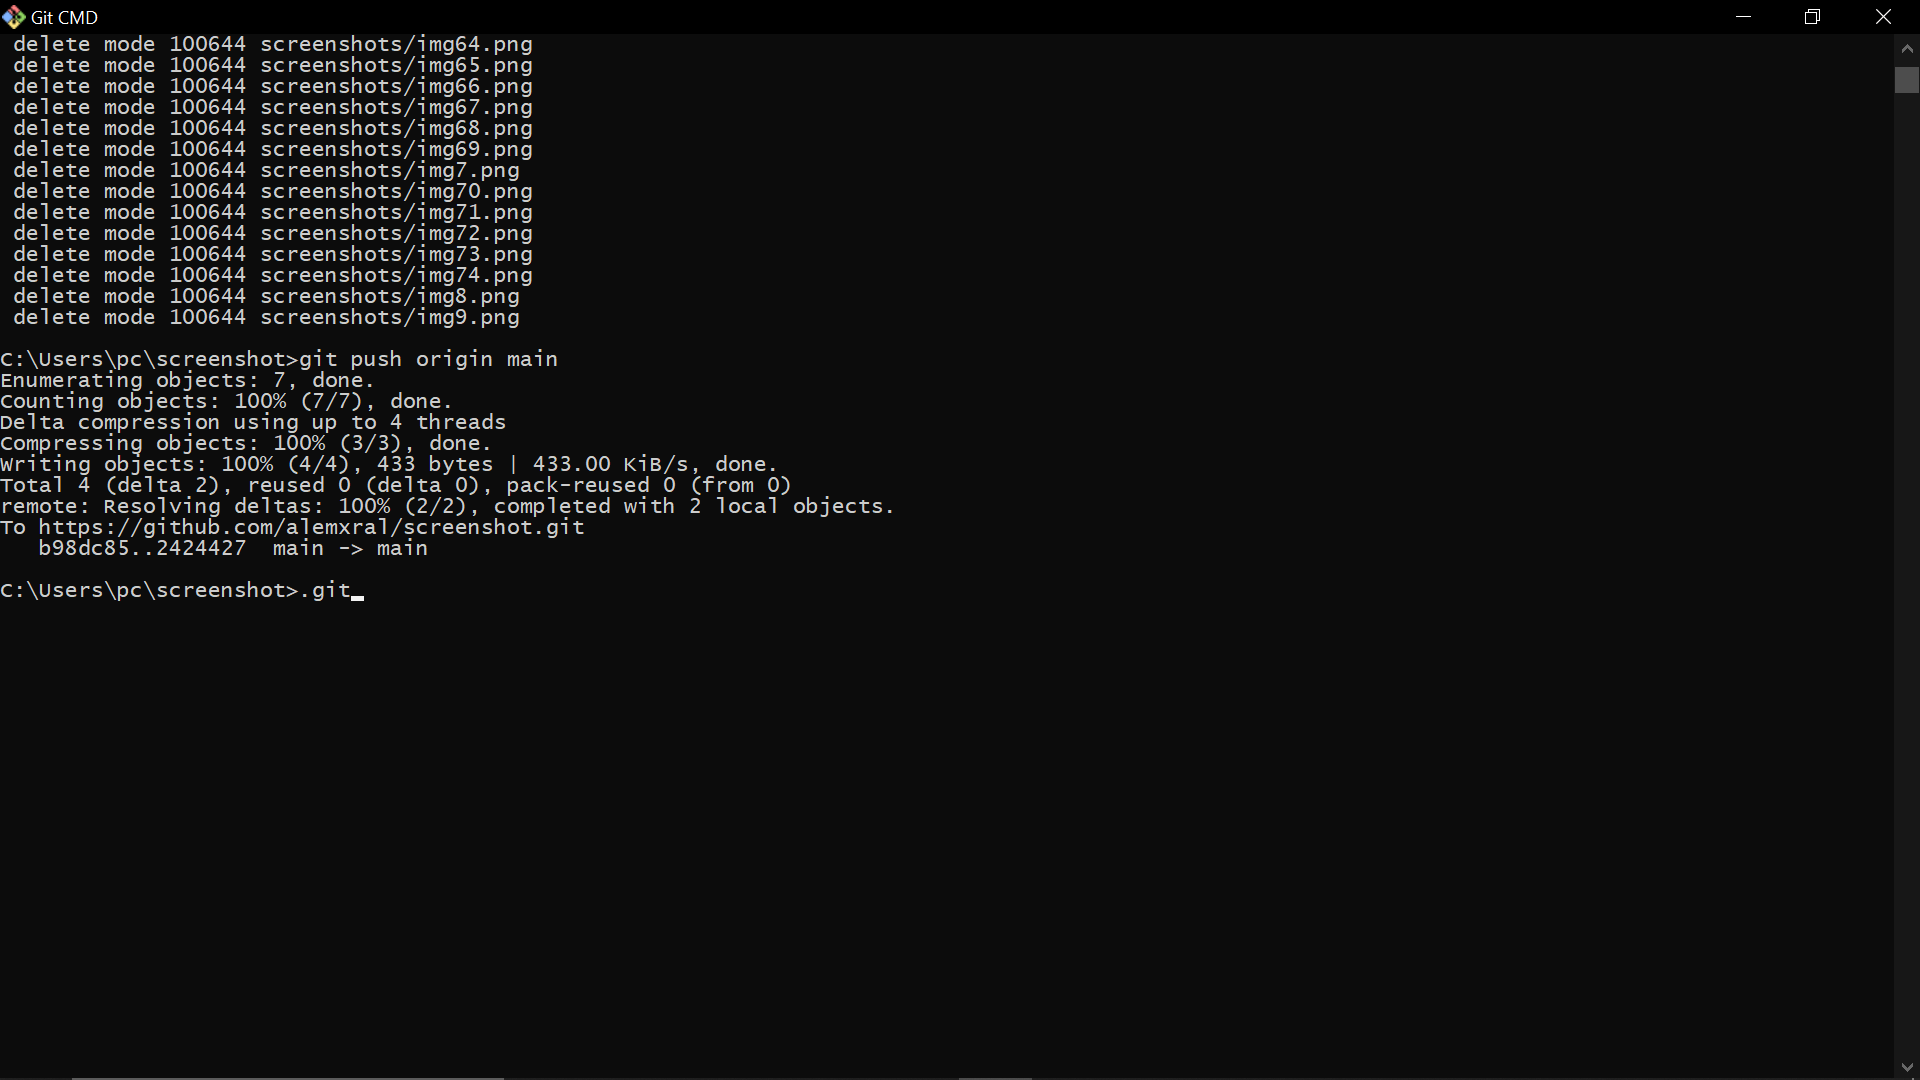 Git CMD
delete mode 100644 screenshots/img64.png
delete mode 100644 screenshots/img65.png
delete mode 100644 screenshots/img66.png
delete mode 100644 screenshots/img67.png
delete mode 100644 screenshots/img68.png
delete mode 100644 screenshots/img69.png
delete mode 100644 screenshots/img7.png
delete mode 100644 screenshots/img70.png
delete mode 100644 screenshots/img71.png
delete mode 100644 screenshots/img72.png
delete mode 100644 screenshots/img73.png
delete mode 100644 screenshots/img74.png
delete mode 100644 screenshots/img8.png
delete mode 100644 screenshots/img9.png
C:\Users\pc\screenshot>git push origin main
Enumerating objects: 7, done.
Counting objects: 100% (7/7), done.
Delta compression using up to 4 threads
Compressing objects: 100% (3/3), done.
Writing objects: 100% (4/4), 433 bytes | 433.00 KiB/s, done.
Total 4 (delta 2), reused 0 (delta 0), pack-reused 0 (from 0)
remote: Resolving deltas: 100% (2/2), completed with 2 local objects.
To https://github.com/alemxral/screenshot.git
b98dc85..2424427  main -> main
C:\Users\pc\screenshot>.git_